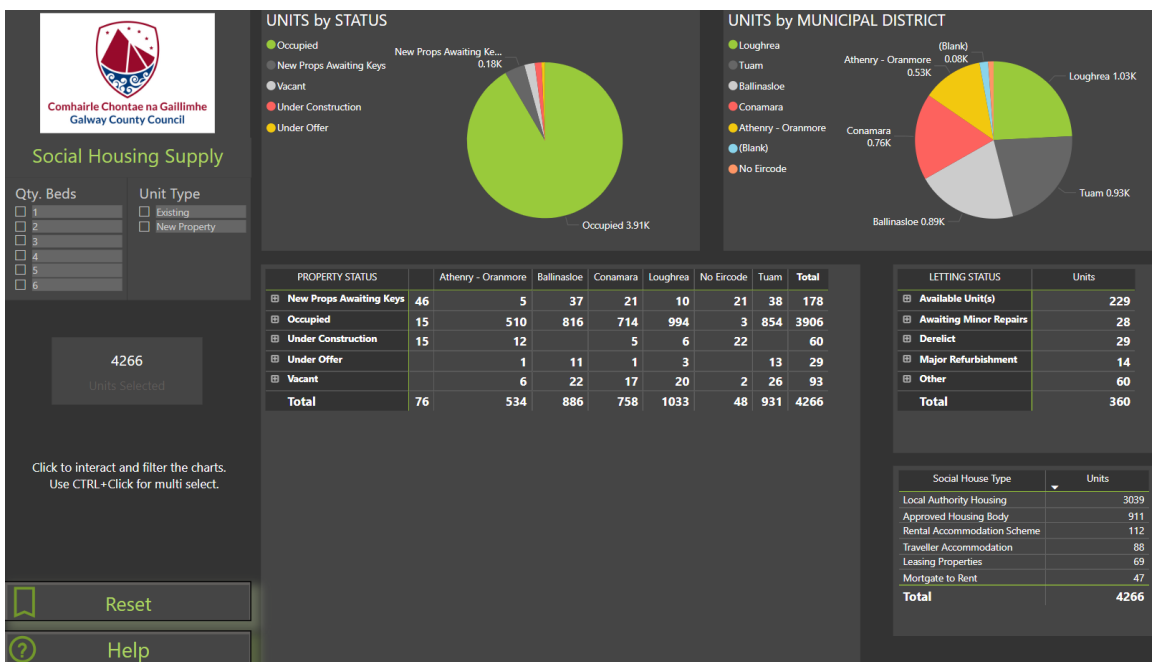 Comhairle Chontae na Gaillimhe
Galway County Council
Social Housing Supply
Qty. Beds
1
2
3
4
5
6
Unit Type
Existing
New Property
4266
Units Selected
Click to interact and filter the charts.
Use CTRL+Click for multi select.
Reset
? Help
UNITS by STATUS
Occupied
New Props Awaiting Keys
Vacant
Under Construction
Under Offer
New Props Awaiting Ke...
0.18K
Occupied 3.91K
UNITS by MUNICIPAL DISTRICT
Loughrea
Tuam
Ballinasloe
Conamara
Athenry - Oranmore
(Blank)
No Eircode
(Blank)
0.08K
Athenry - Oranmore
0.53K
Loughrea 1.03K
Conamara
0.76K
Tuam 0.93K
Ballinasloe 0.89K
PROPERTY STATUS Athenry - Oranmore Ballinasloe Conamara Loughrea No Eircode Tuam Total
New Props Awaiting Keys 46 5 37 21 10 21 38 178
Occupied 15 510 816 714 994 3 854 3906
Under Construction 15 12 5 6 22 60
Under Offer 1 11 1 3 13 29
Vacant 6 22 17 20 2 26 93
Total 76 534 886 758 1033 48 931 4266
LETTING STATUS Units
Available Unit(s) 229
Awaiting Minor Repairs 28
Derelict 29
Major Refurbishment 14
Other 60
Total 360
Social House Type Units
Local Authority Housing 3039
Approved Housing Body 911
Rental Accommodation Scheme 112
Traveller Accommodation 88
Leasing Properties 69
Mortgate to Rent 47
Total 4266